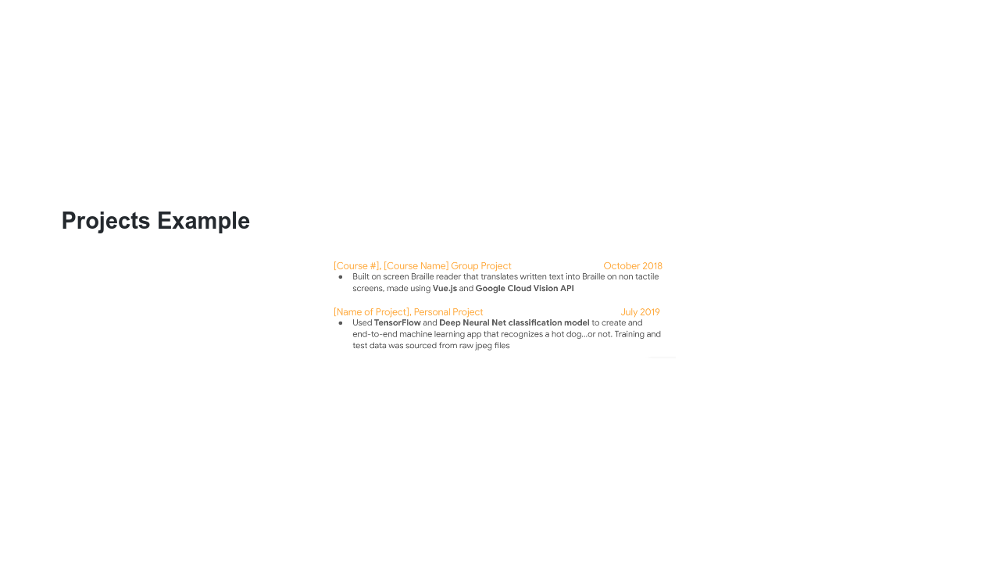 Projects Example
[Course #], [Course Name] Group Project October 2018
● Built on screen Braille reader that translates written text into Braille on non tactile
screens, made using Vue.js and Google Cloud Vision API
[Name of Project], Personal Project July 2019
● Used TensorFlow and Deep Neural Net classification model to create and
end-to-end machine learning app that recognizes a hot dog...or not. Training and
test data was sourced from raw jpeg files